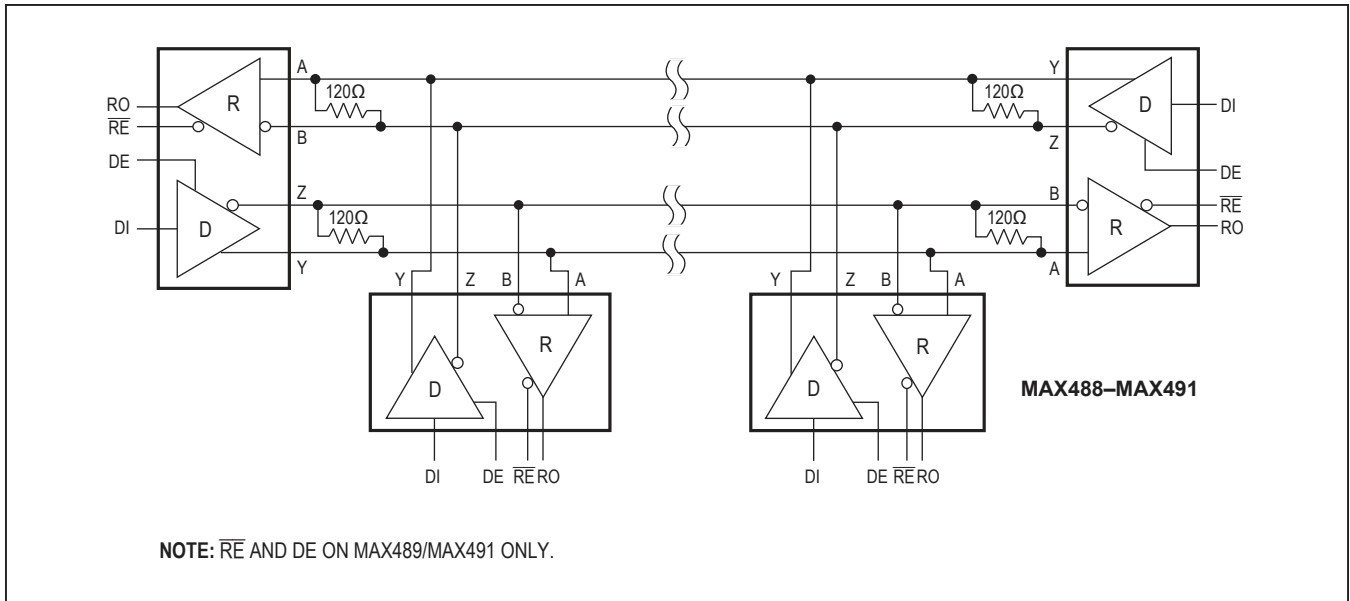 A
Y
120Ω
120Ω
RO
R
D
DI
RE
B
Z
DE
DE
Z
B
RE
120Ω
120Ω
DI
D
R
RO
Y
A
Y
Z
B
A
Y
Z
B
A
R
R
D
D
MAX488–MAX491
DI
DE
RE
RO
DI
DE
RE
RO
NOTE: RE AND DE ON MAX489/MAX491 ONLY.